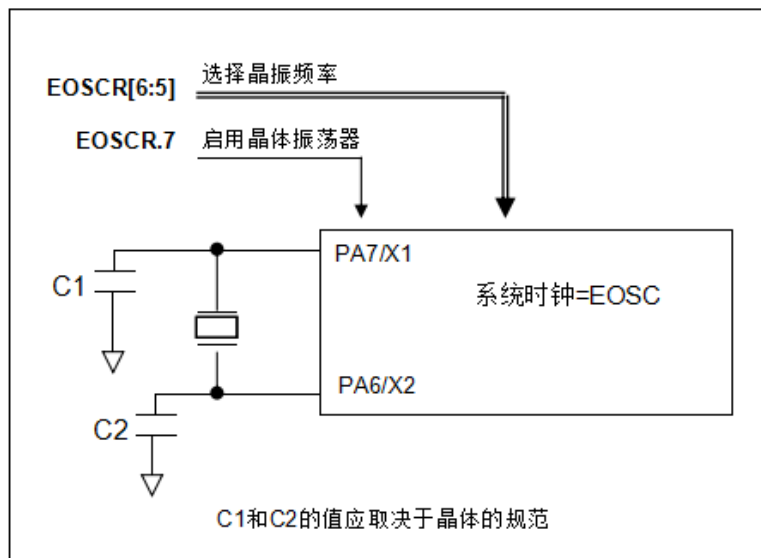 EOSCR[6:5] 选择晶振频率
EOSCR.7 启用晶体振荡器
PA7/X1
C1
系统时钟=EOSC
PA6/X2
C2
C1和C2的值应取决于晶体的规范